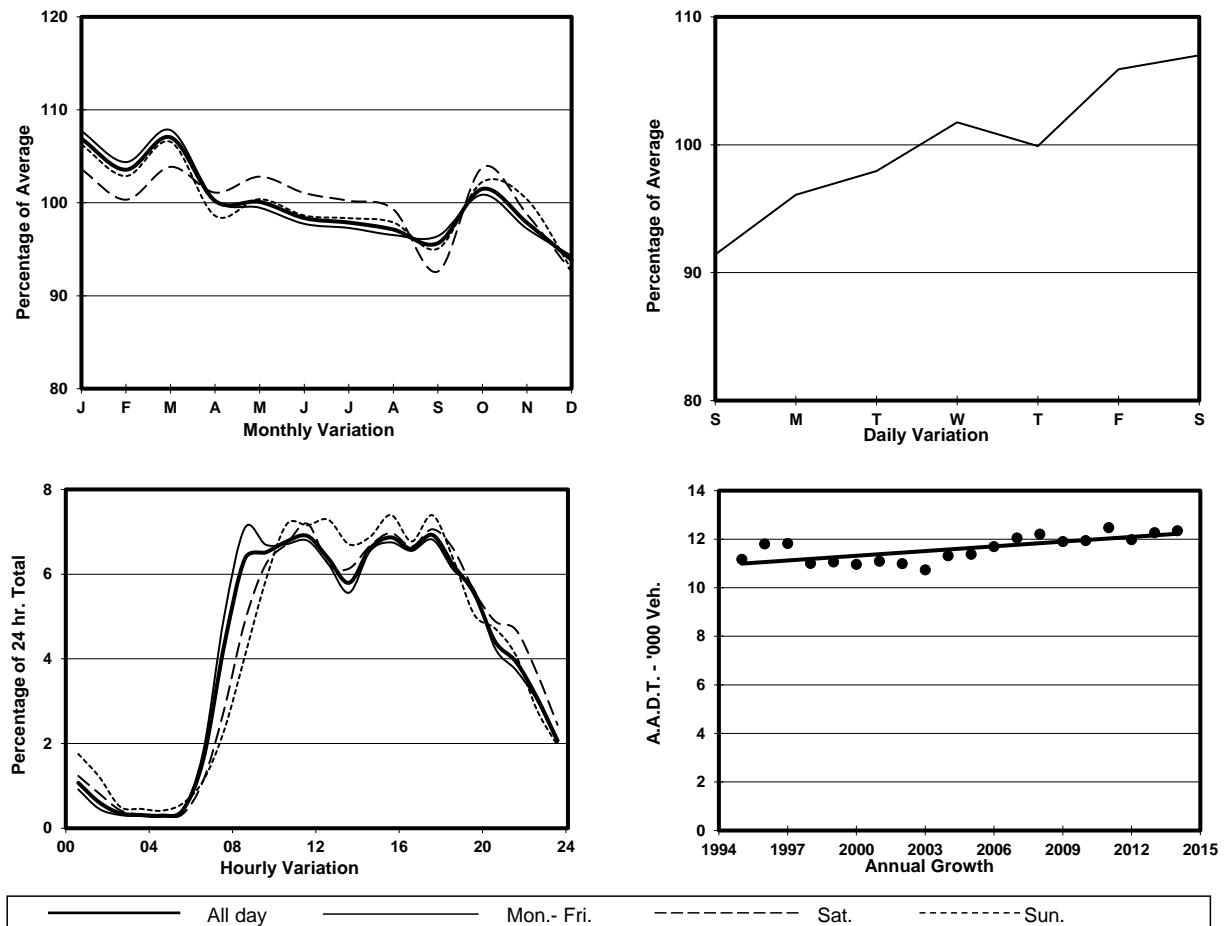 120
110
100
90
80
Percentage of Average
J F M A M J J A S O N D
Monthly Variation
110
100
90
80
Percentage of Average
S M T W T F S
Daily Variation
8
6
4
2
0
Percentage of 24 hr. Total
00 04 08 12 16 20 24
Hourly Variation
14
12
10
8
6
4
2
0
A.A.D.T. - '000 Veh.
1994 1997 2000 2003 2006 2009 2012 2015
Annual Growth
All day Mon.- Fri. Sat. Sun.